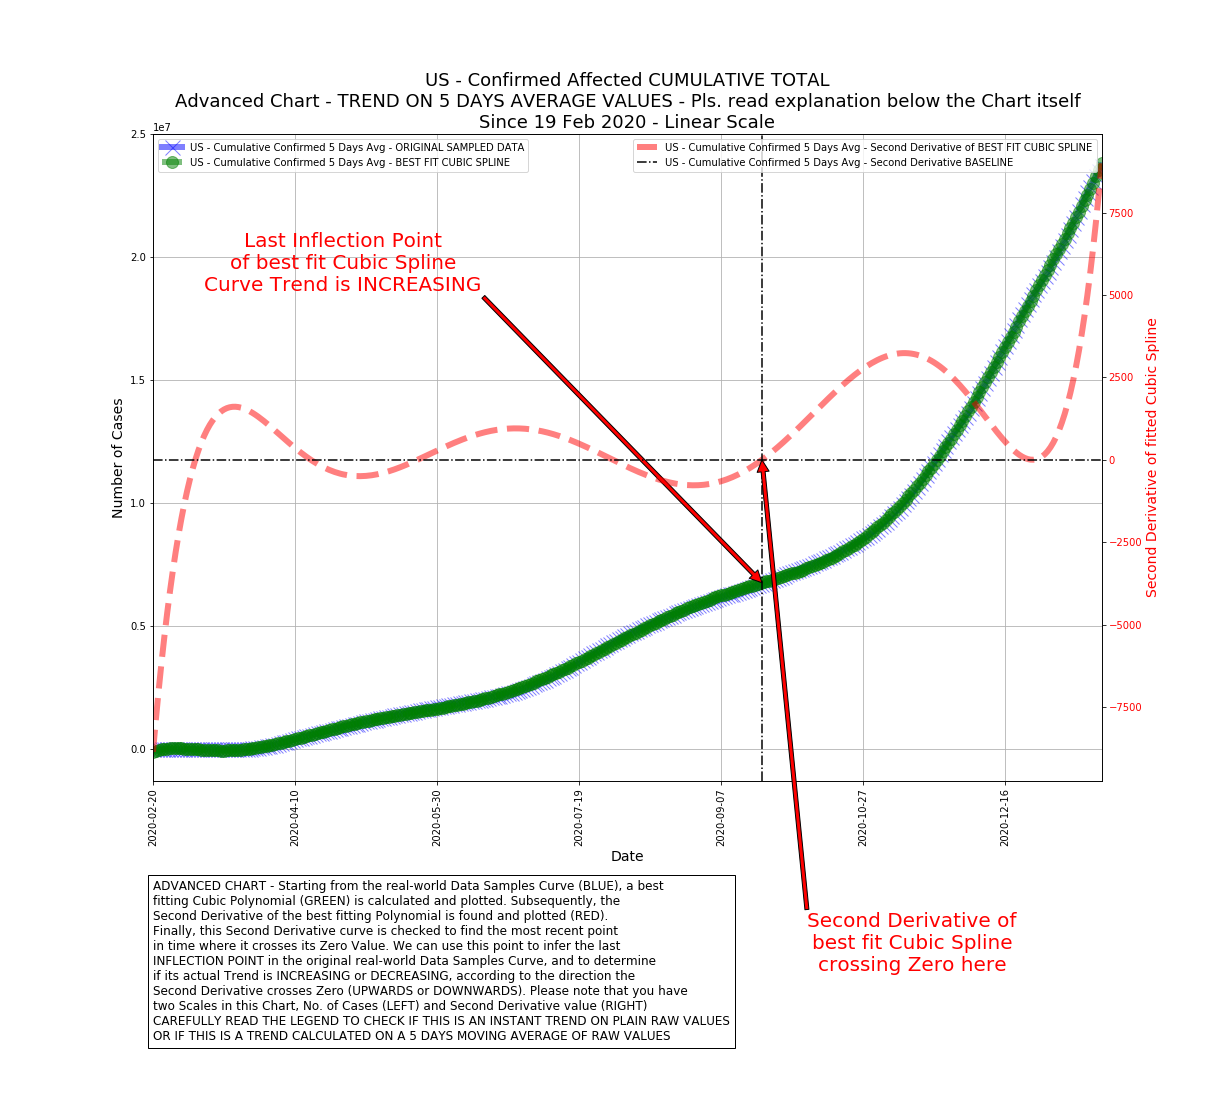 US - Confirmed Affected CUMULATIVE TOTAL
Advanced Chart - TREND ON 5 DAYS AVERAGE VALUES - Pls. read explanation below the Chart itself
Since 19 Feb 2020 - Linear Scale
1e7
US - Cumulative Confirmed 5 Days Avg - ORIGINAL SAMPLED DATA
US - Cumulative Confirmed 5 Days Avg - BEST FIT CUBIC SPLINE
US - Cumulative Confirmed 5 Days Avg - Second Derivative of BEST FIT CUBIC SPLINE
US - Cumulative Confirmed 5 Days Avg - Second Derivative BASELINE
Last Inflection Point
of best fit Cubic Spline
Curve Trend is INCREASING
Number of Cases
2.5
2.0
1.5
1.0
0.5
0.0
7500
5000
2500
0
−2500
−5000
−7500
Second Derivative of fitted Cubic Spline
2020-02-20
2020-04-10
2020-05-30
2020-07-19
2020-09-07
2020-10-27
2020-12-16
Date
Second Derivative of
best fit Cubic Spline
crossing Zero here
ADVANCED CHART - Starting from the real-world Data Samples Curve (BLUE), a best
fitting Cubic Polynomial (GREEN) is calculated and plotted. Subsequently, the
Second Derivative of the best fitting Polynomial is found and plotted (RED).
Finally, this Second Derivative curve is checked to find the most recent point
in time where it crosses its Zero Value. We can use this point to infer the last
INFLECTION POINT in the original real-world Data Samples Curve, and to determine
if its actual Trend is INCREASING or DECREASING, according to the direction the
Second Derivative crosses Zero (UPWARDS or DOWNWARDS). Please note that you have
two Scales in this Chart, No. of Cases (LEFT) and Second Derivative value (RIGHT)
CAREFULLY READ THE LEGEND TO CHECK IF THIS IS AN INSTANT TREND ON PLAIN RAW VALUES
OR IF THIS IS A TREND CALCULATED ON A 5 DAYS MOVING AVERAGE OF RAW VALUES